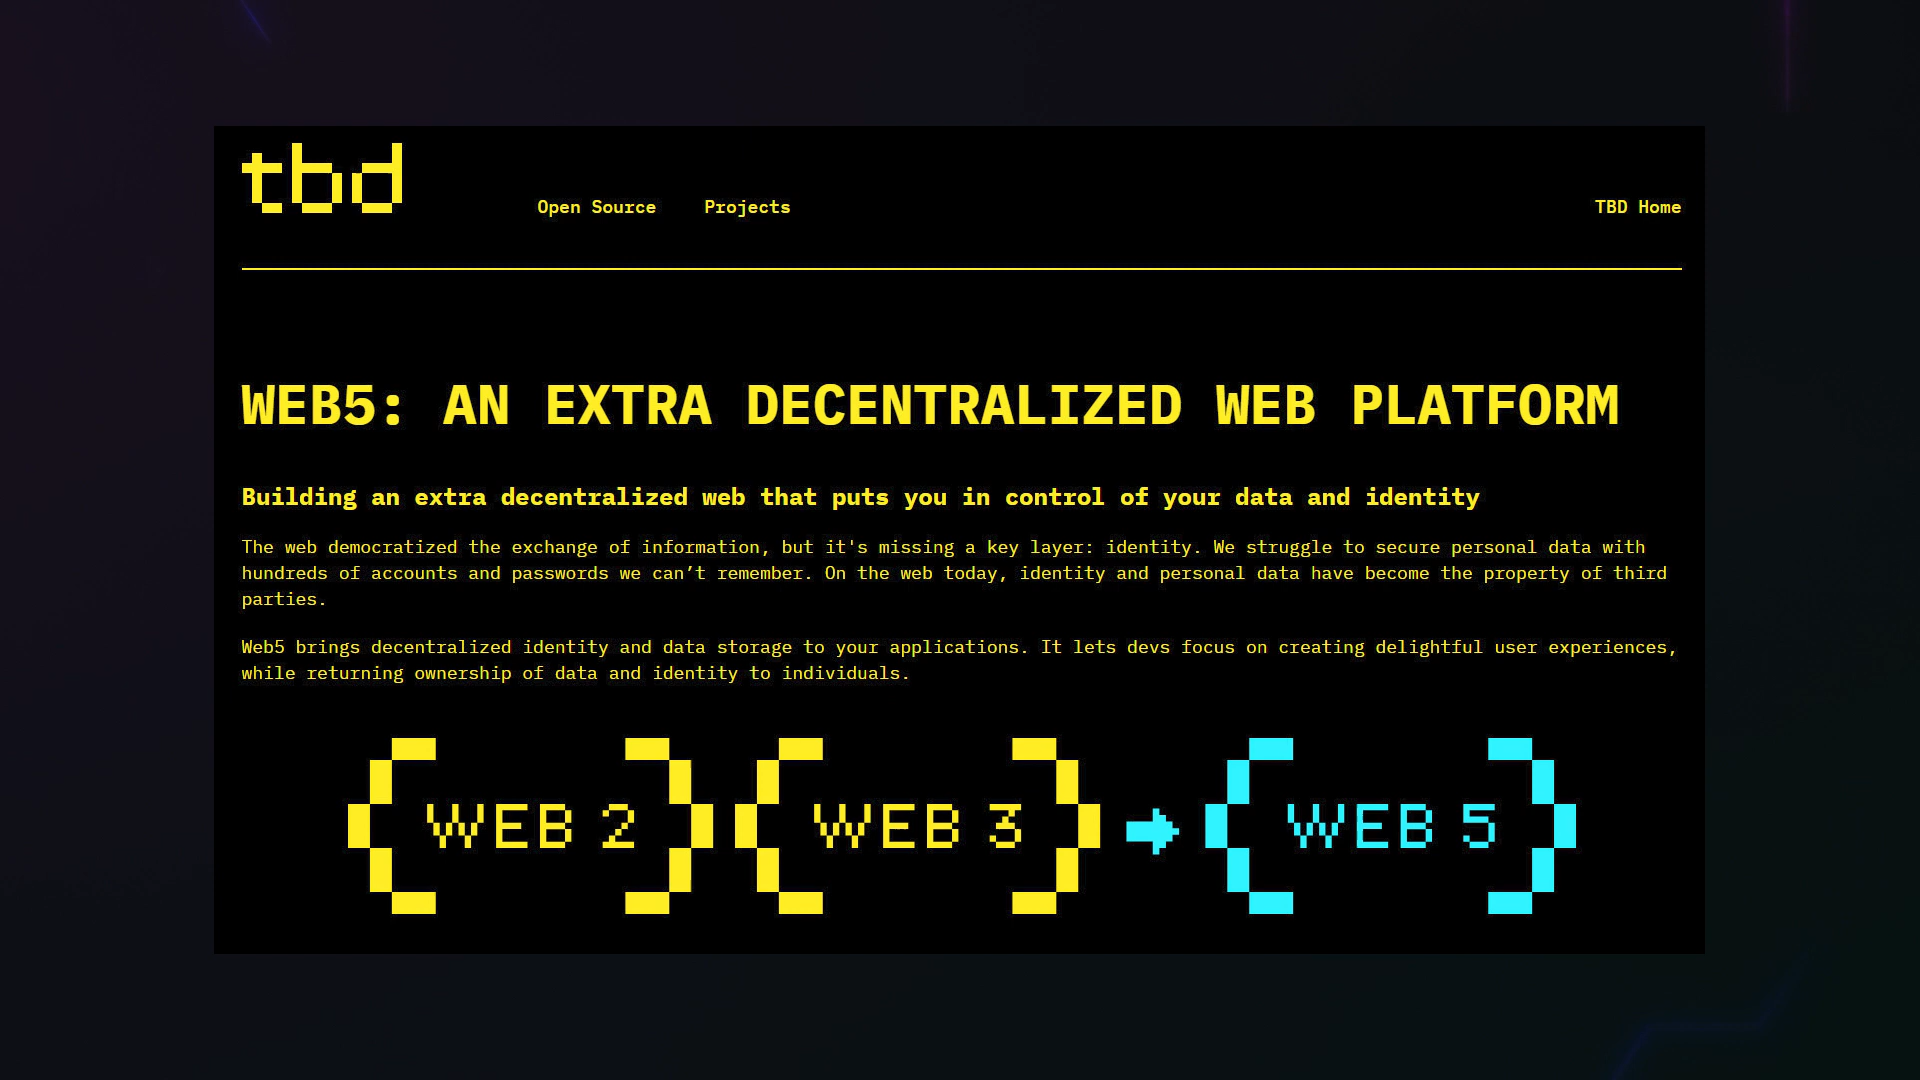 tbd
Open Source Projects TBD Home
WEB5: AN EXTRA DECENTRALIZED WEB PLATFORM
Building an extra decentralized web that puts you in control of your data and identity
The web democratized the exchange of information, but it's missing a key layer: identity. We struggle to secure personal data with
hundreds of accounts and passwords we can’t remember. On the web today, identity and personal data have become the property of third
parties.
Web5 brings decentralized identity and data storage to your applications. It lets devs focus on creating delightful user experiences,
while returning ownership of data and identity to individuals.
(WEB 2)(WEB 3)➡(WEB 5)